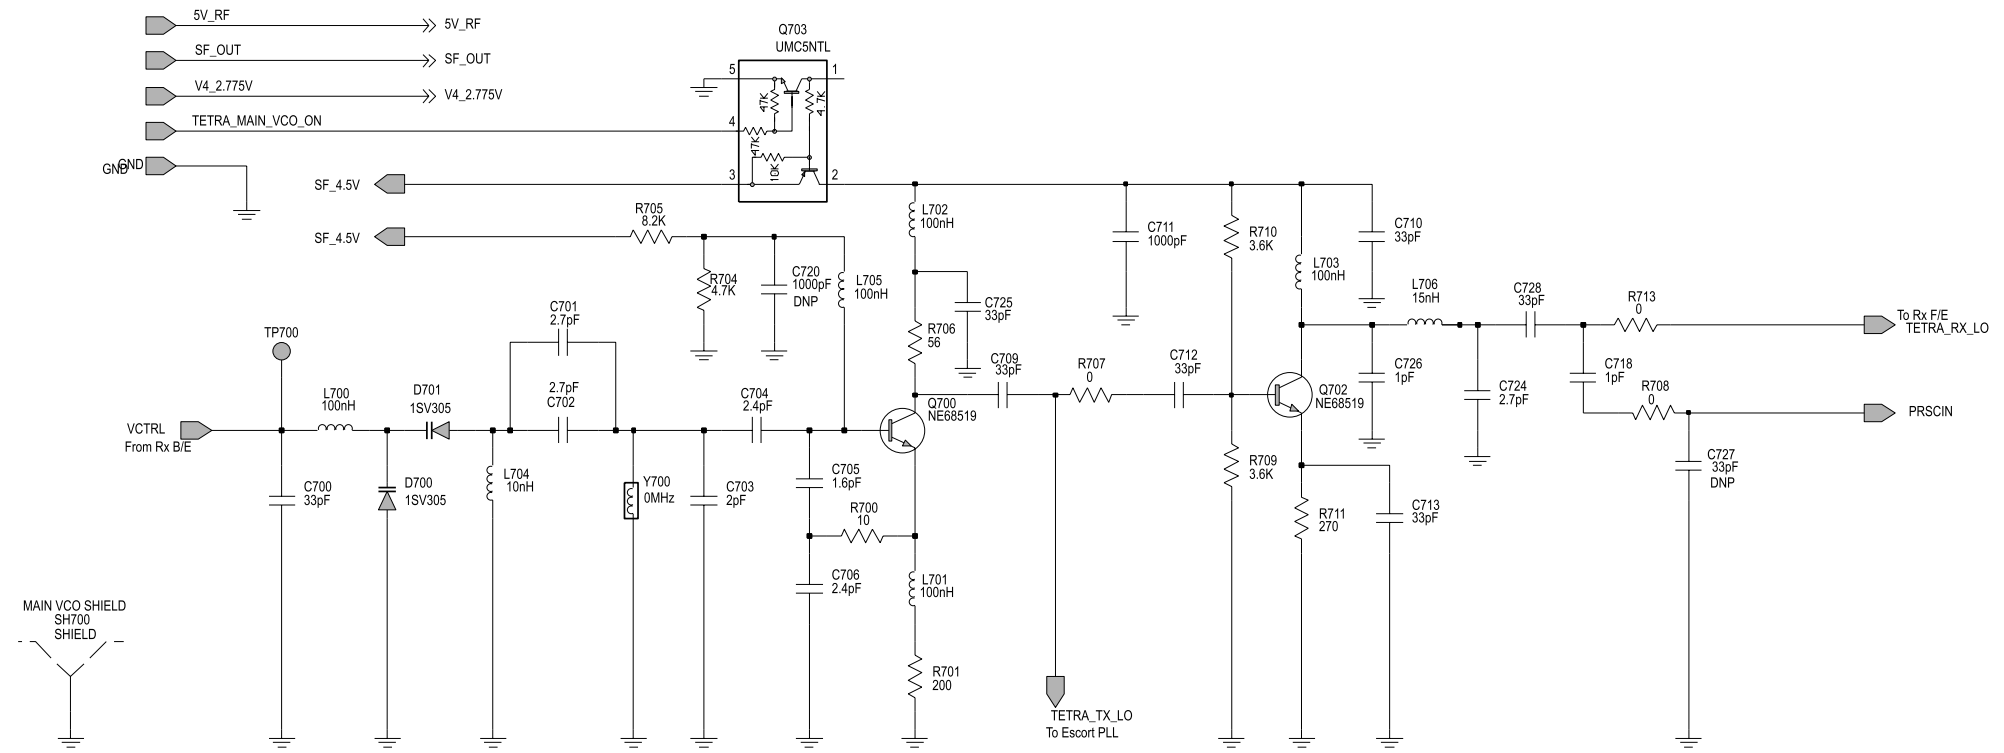 5V_RF
5V_RF
SF_OUT
SF_OUT
V4_2.775V
V4_2.775V
TETRA_MAIN_VCO_ON
GND
GND
Q703
UMC5NTL
5
1
47K
4.7K
4
47K
10K
3
2
SF_4.5V
SF_4.5V
R705
8.2K
R704
4.7K
C720
1000pF
DNP
L705
100nH
L702
100nH
C725
33pF
R706
56
C711
1000pF
R710
3.6K
L703
100nH
C710
33pF
L706
15nH
C728
33pF
R713
0
To Rx F/E
TETRA_RX_LO
TP700
C701
2.7pF
2.7pF
C702
L700
100nH
D701
1SV305
C704
2.4pF
Q700
NE68519
C709
33pF
R707
0
C712
33pF
Q702
NE68519
C726
1pF
C724
2.7pF
C718
1pF
R708
0
PRSCIN
VCTRL
From Rx B/E
C700
33pF
D700
1SV305
L704
10nH
Y700
0MHz
C703
2pF
C705
1.6pF
R700
10
C706
2.4pF
L701
100nH
R701
200
R709
3.6K
R711
270
C713
33pF
C727
33pF
DNP
MAIN VCO SHIELD
SH700
SHIELD
TETRA_TX_LO
To Escort PLL